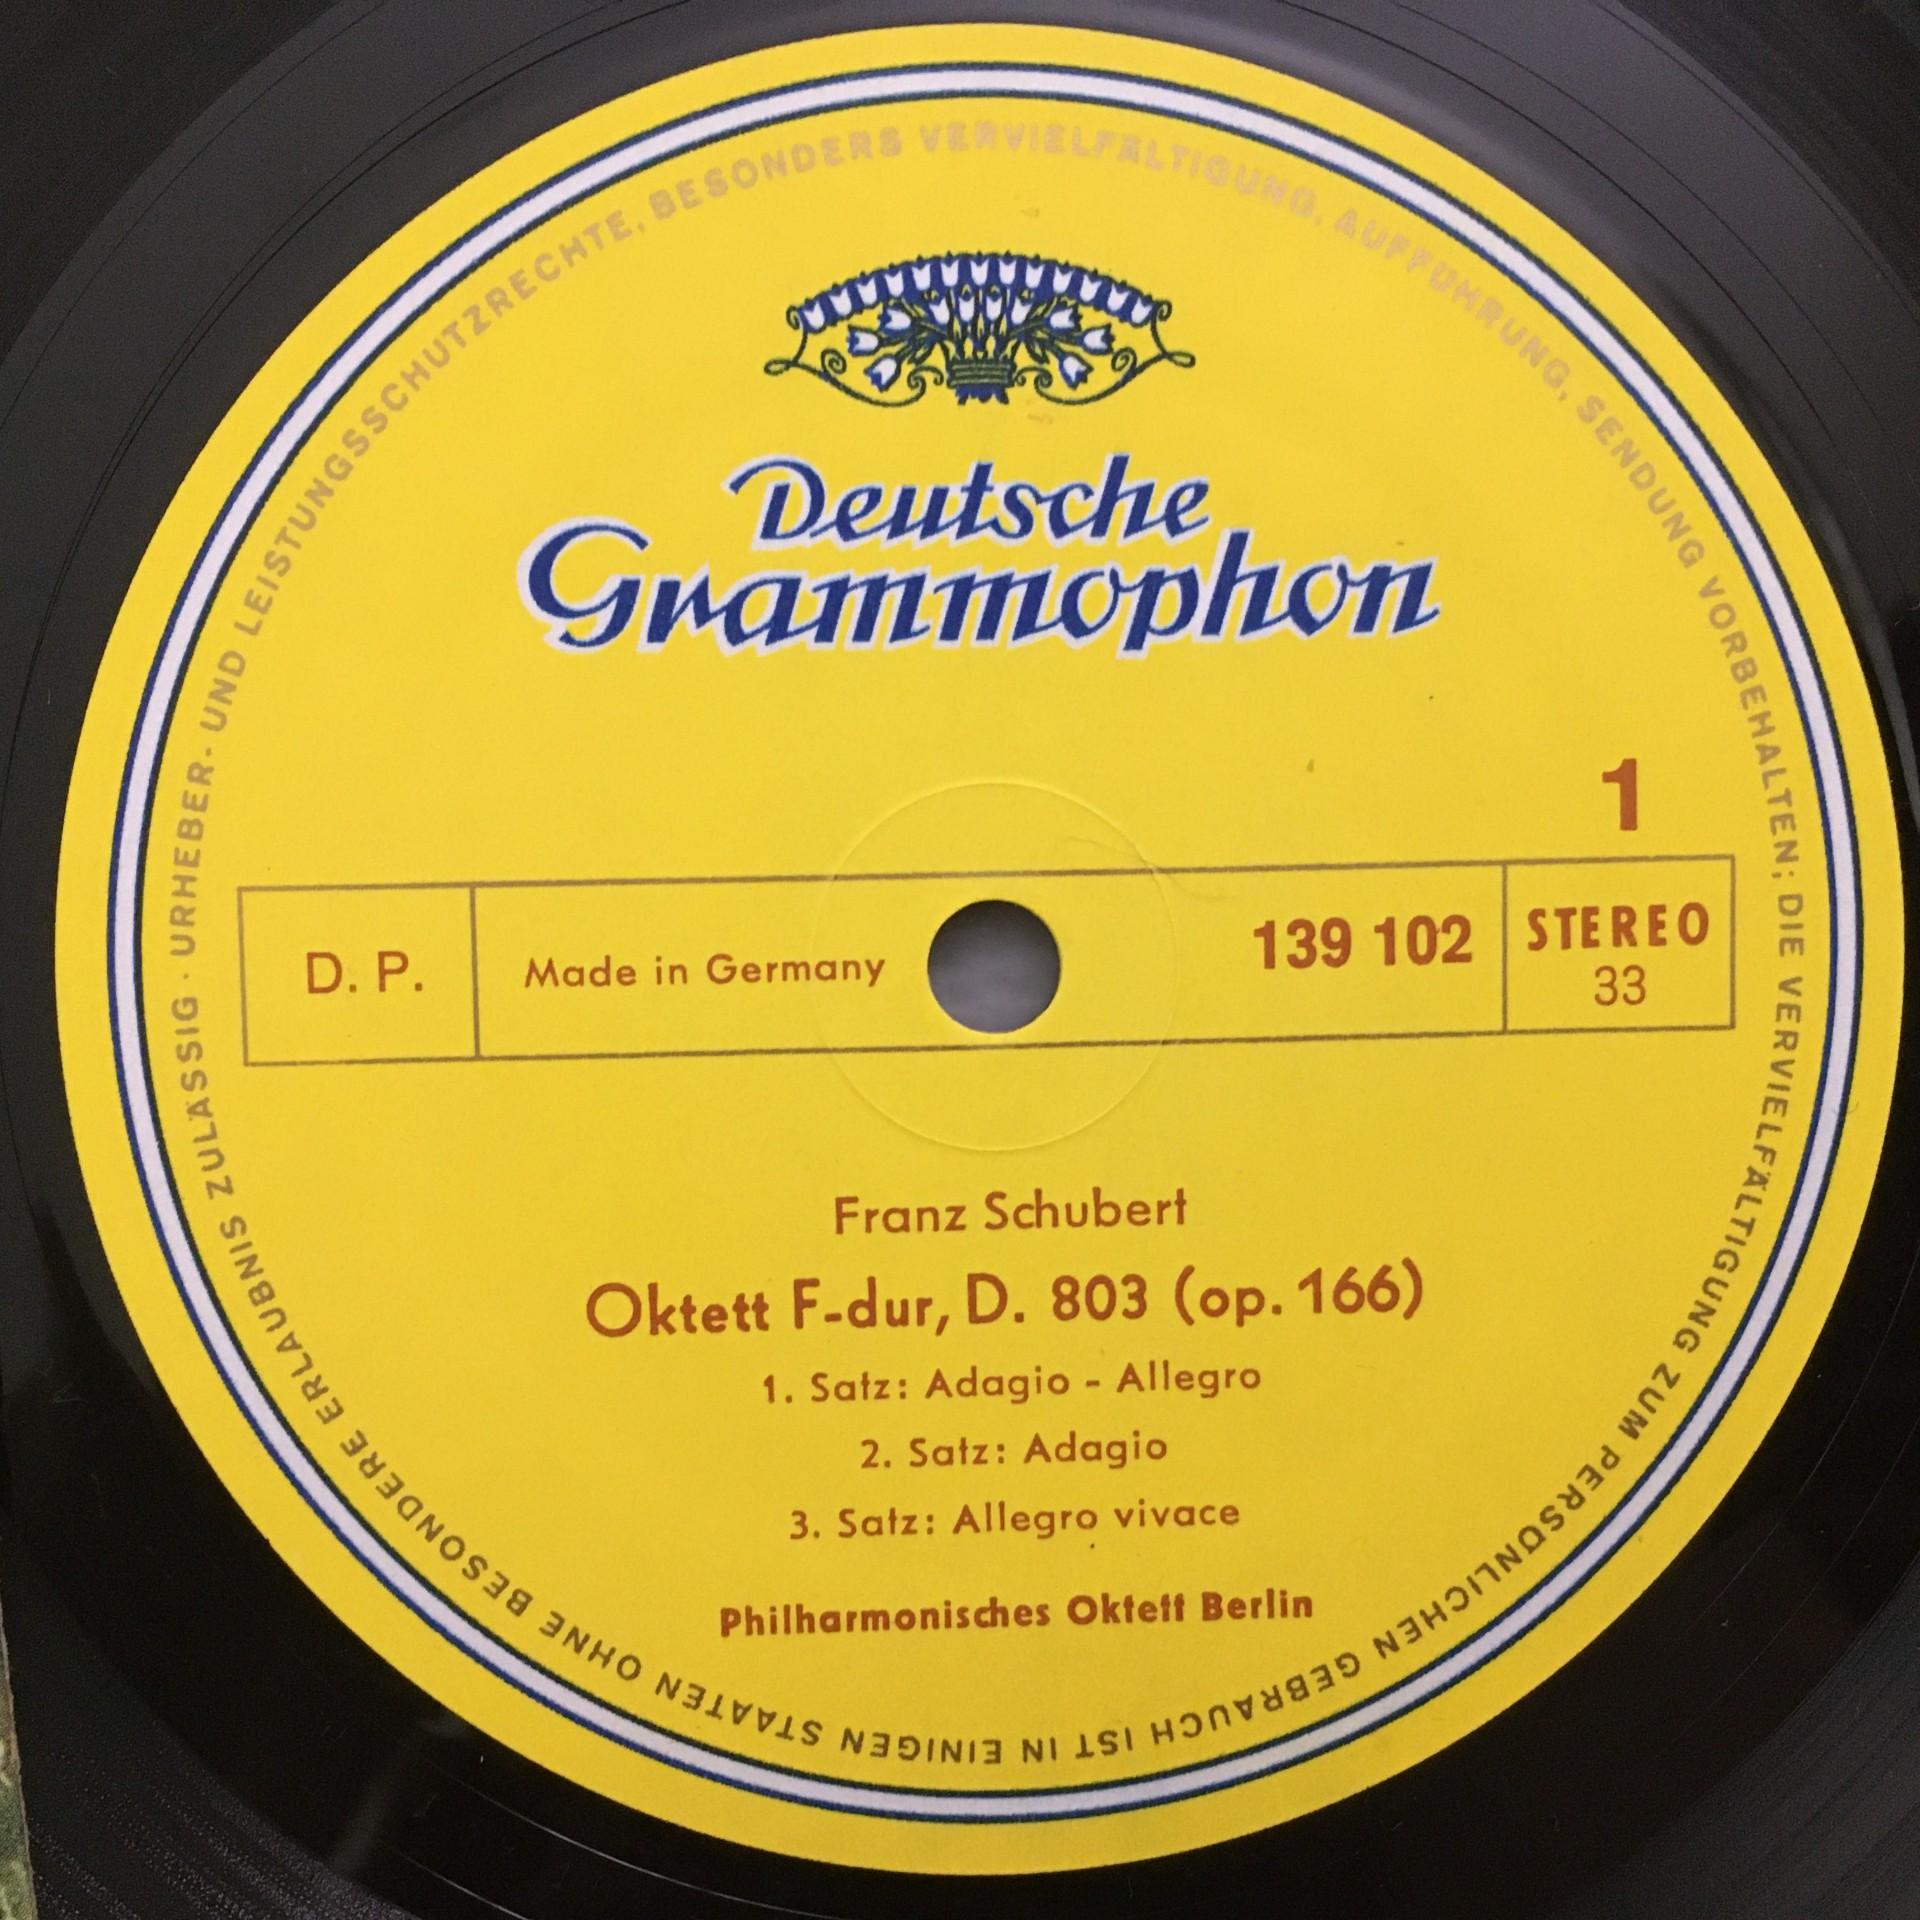 URHEBER- UND LEISTUNGSSCHUTZRECHTE, BESONDERS VERVIELFÄLTIGUNG, AUFFÜHRUNG, SENDUNG VORBEHALTEN; DIE VERVIELFÄLTIGUNG ZUM PERSÖNLICHEN GEBRAUCH IST IN EINIGEN STAATEN OHNE BESONDERE ERLAUBNIS ZULÄSSIG ·
Deutsche
Grammophon
1
D. P.
Made in Germany
139 102
STEREO
33
Franz Schubert
Oktett F-dur, D. 803 (op. 166)
1. Satz: Adagio - Allegro
2. Satz: Adagio
3. Satz: Allegro vivace
Philharmonisches Oktett Berlin